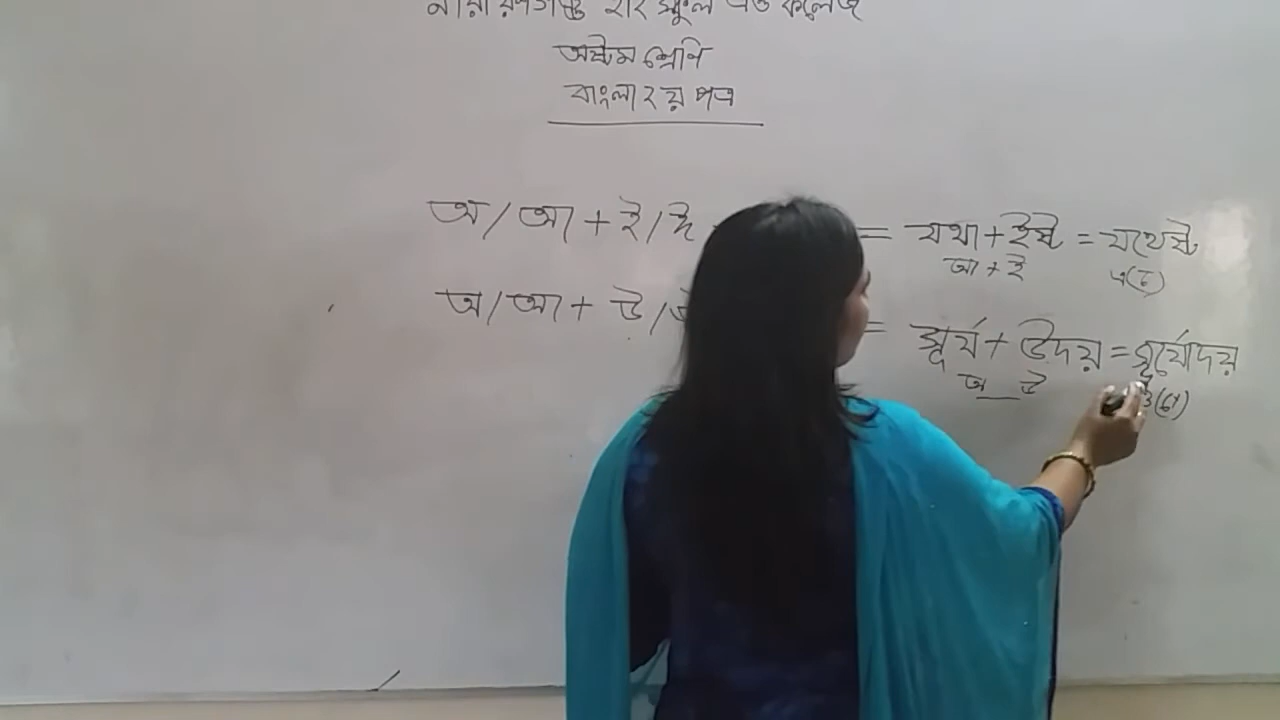 নারায়ণগঞ্জ হাই স্কুল এন্ড কলেজ
অষ্টম শ্রেণি
বাংলা ২য় পত্র
অ/আ + ই/ঈ = যথা + ইষ্ট = যথেষ্ট
আ + ই এ(ে)
অ/আ + উ/ = সূর্য + উদয় = সূর্যোদয়
অ উ ও(ো)